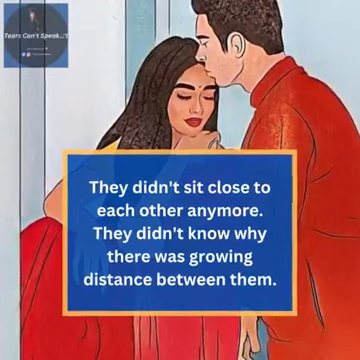 Tears Can't Speak..:'(
They didn't sit close to
each other anymore.
They didn't know why
there was growing
distance between them.